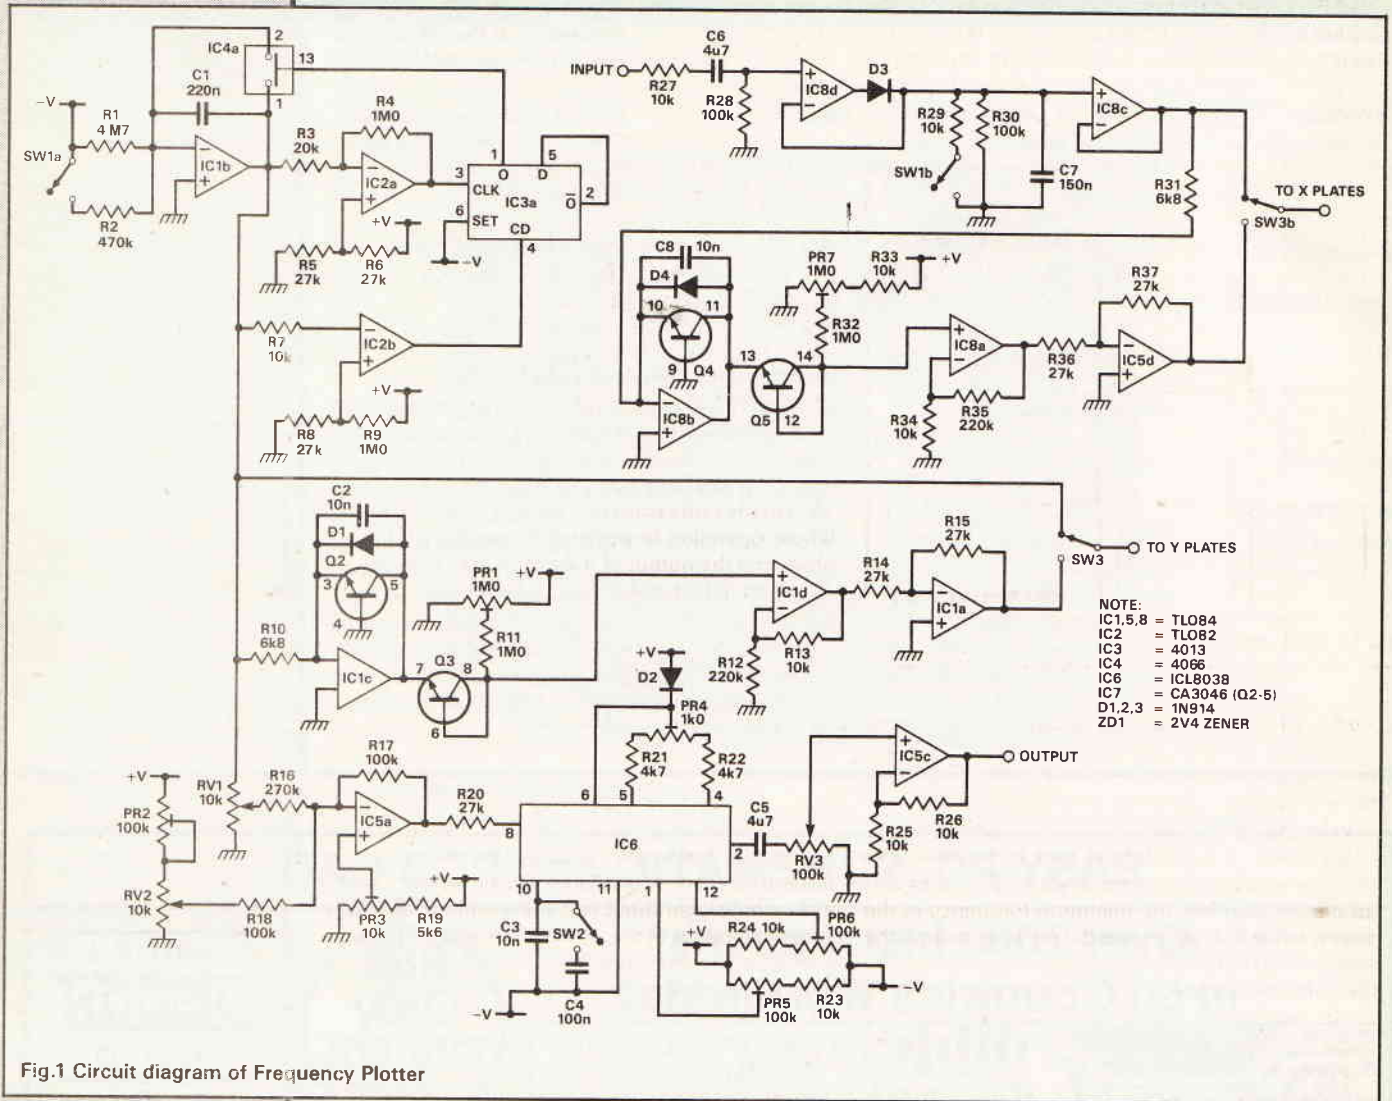 IC4a
2
13
1
C1
220n
–V
R1
4 M7
SW1a
R2
470k
–
+
IC1b
R3
20k
R4
1M0
–
+
IC2a
+V
R5
27k
R6
27k
3
CLK
1
O
5
D
2
O
6
SET
IC3a
CD
4
–V
R7
10k
–
+
IC2b
+V
R8
27k
R9
1M0
INPUT
R27
10k
C6
4u7
R28
100k
+
–
IC8d
D3
R29
10k
R30
100k
SW1b
C7
150n
+
–
IC8c
R31
6k8
TO X PLATES
SW3b
C8
10n
D4
10
11
9
Q4
–
+
IC8b
13
14
Q5
12
PR7
1M0
R33
10k
+V
R32
1M0
+
–
IC8a
R34
10k
R35
220k
R36
27k
R37
27k
–
+
IC5d
C2
10n
D1
Q2
3
5
4
R10
6k8
–
+
IC1c
7
Q3
8
6
PR1
1M0
+V
R11
1M0
+
–
IC1d
R12
220k
R13
10k
R14
27k
R15
27k
–
+
IC1a
TO Y PLATES
SW3
NOTE:
IC1,5,8 = TL084
IC2 = TL082
IC3 = 4013
IC4 = 4066
IC6 = ICL8038
IC7 = CA3046 (Q2-5)
D1,2,3 = 1N914
ZD1 = 2V4 ZENER
+V
D2
PR4
1k0
R21
4k7
R22
4k7
+V
PR2
100k
RV2
10k
RV1
10k
R16
270k
R17
100k
–
+
IC5a
R18
100k
PR3
10k
+V
R19
5k6
R20
27k
6
5
4
8
IC6
2
10
11
1
12
C5
4u7
RV3
100k
+
–
IC5c
OUTPUT
R25
10k
R26
10k
C3
10n
SW2
C4
100n
–V
+V
R24
10k
PR6
100k
PR5
100k
R23
10k
–V
Fig.1 Circuit diagram of Frequency Plotter